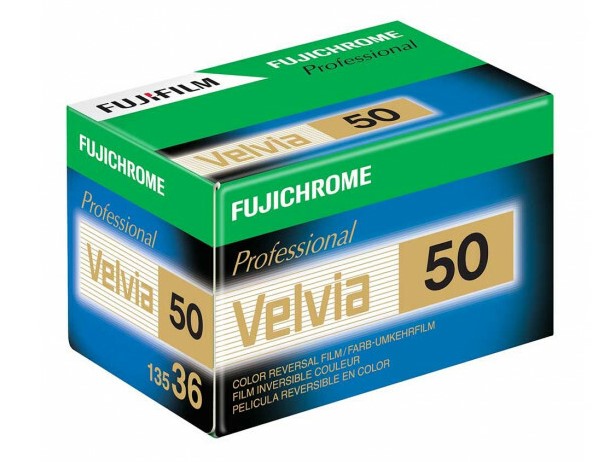 FUJIFILM
FUJICHROME
Professional
Velvia 50
FUJICHROME
Professional
Velvia 50
135 36
FUJICHROME
Professional
Velvia 50
COLOR REVERSAL FILM/FARB-UMKEHRFILM
FILM INVERSIBLE COULEUR
PELICULA REVERSIBLE EN COLOR